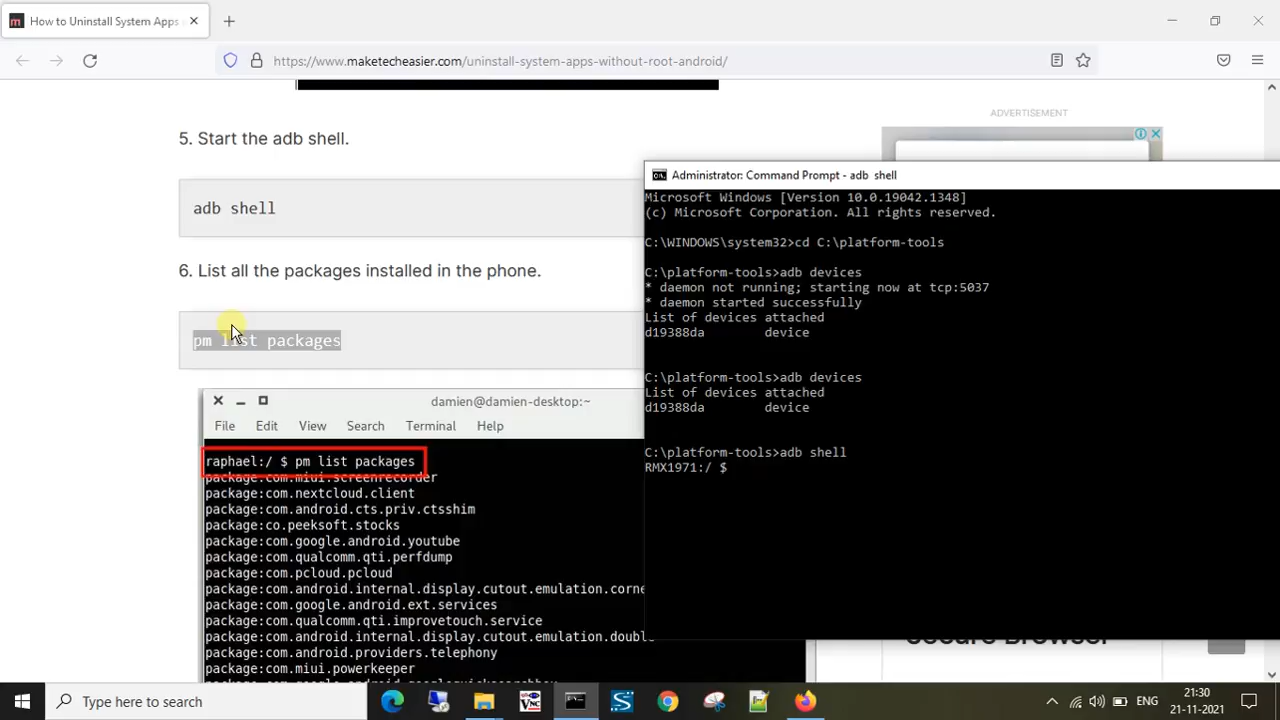 How to Uninstall System Apps
https://www.maketecheasier.com/uninstall-system-apps-without-root-android/
ADVERTISEMENT
5. Start the adb shell.
adb shell
6. List all the packages installed in the phone.
pm list packages
damien@damien-desktop:~
File Edit View Search Terminal Help
raphael:/ $ pm list packages
package:com.miui.screenrecorder
package:com.nextcloud.client
package:com.android.cts.priv.ctsshim
package:co.peeksoft.stocks
package:com.google.android.youtube
package:com.qualcomm.qti.perfdump
package:com.pcloud.pcloud
package:com.android.internal.display.cutout.emulation.corne
package:com.google.android.ext.services
package:com.qualcomm.qti.improvetouch.service
package:com.android.internal.display.cutout.emulation.double
package:com.android.providers.telephony
package:com.miui.powerkeeper
Administrator: Command Prompt - adb shell
Microsoft Windows [Version 10.0.19042.1348]
(c) Microsoft Corporation. All rights reserved.
C:\WINDOWS\system32>cd C:\platform-tools
C:\platform-tools>adb devices
* daemon not running; starting now at tcp:5037
* daemon started successfully
List of devices attached
d19388da device
C:\platform-tools>adb devices
List of devices attached
d19388da device
C:\platform-tools>adb shell
RMX1971:/ $
Secure Browser
Type here to search
ENG
21:30
21-11-2021